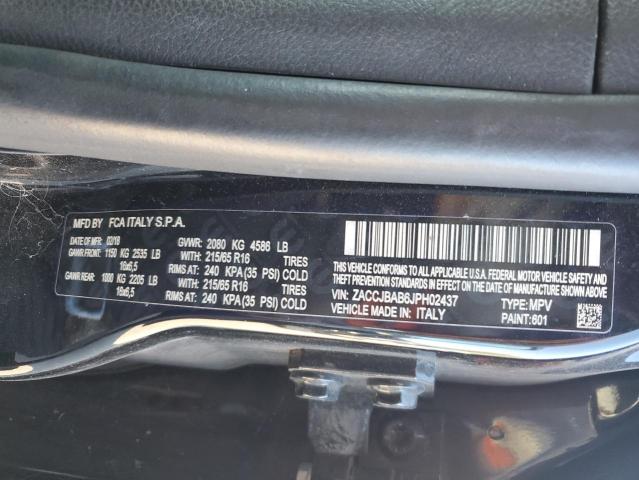 MFD BY FCA ITALY S.P.A.
DATE OF MFR: 02/18 GVWR: 2080 KG 4586 LB
GAWR FRONT: 1150 KG 2535 LB WITH: 215/65 R16 TIRES
16x6,5 RIMS AT: 240 KPA (35 PSI) COLD
GAWR REAR: 1000 KG 2205 LB WITH: 215/65 R16 TIRES
16x6,5 RIMS AT: 240 KPA (35 PSI) COLD
THIS VEHICLE CONFORMS TO ALL APPLICABLE U.S.A. FEDERAL MOTOR VEHICLE SAFETY, BUMPER, AND
THEFT PREVENTION STANDARDS IN EFFECT ON THE DATE OF MANUFACTURE SHOWN ABOVE.
VIN: ZACCJBAB6JPH02437 TYPE: MPV
VEHICLE MADE IN: ITALY PAINT:601